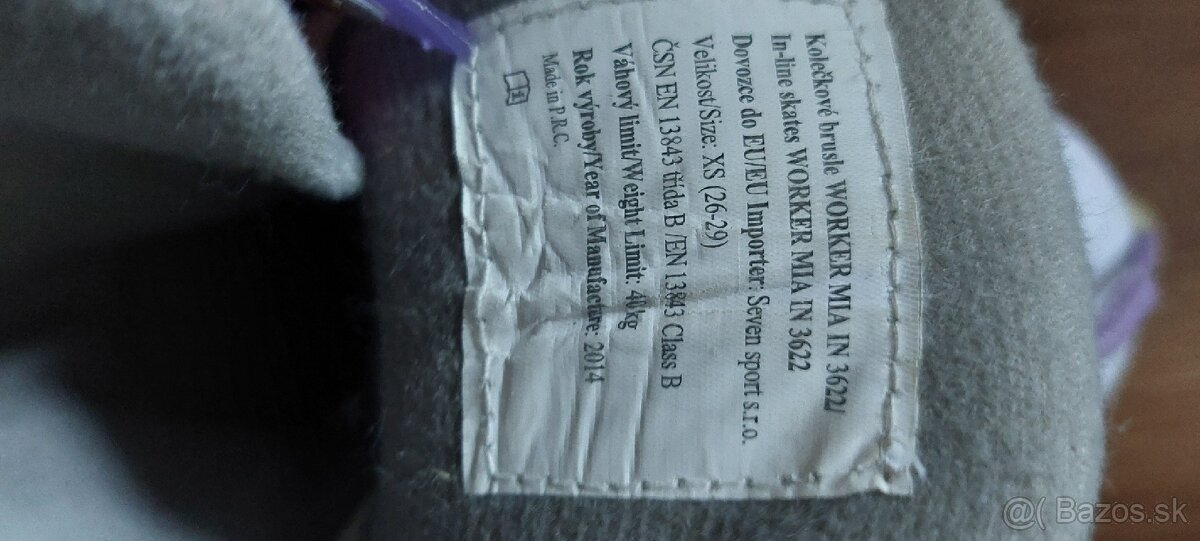 Kolečkové brusle WORKER MIA IN 3622/
In-line skates WORKER MIA IN 3622
Dovozce do EU/EU Importer: Seven sport s.r.o.
Velikost/Size: XS (26-29)
ČSN EN 13843 třída B /EN 13843 Class B
Váhový limit/Weight Limit: 40kg
Rok výroby/Year of Manufacture: 2014
Made in P.R.C.
@( Bazos.sk